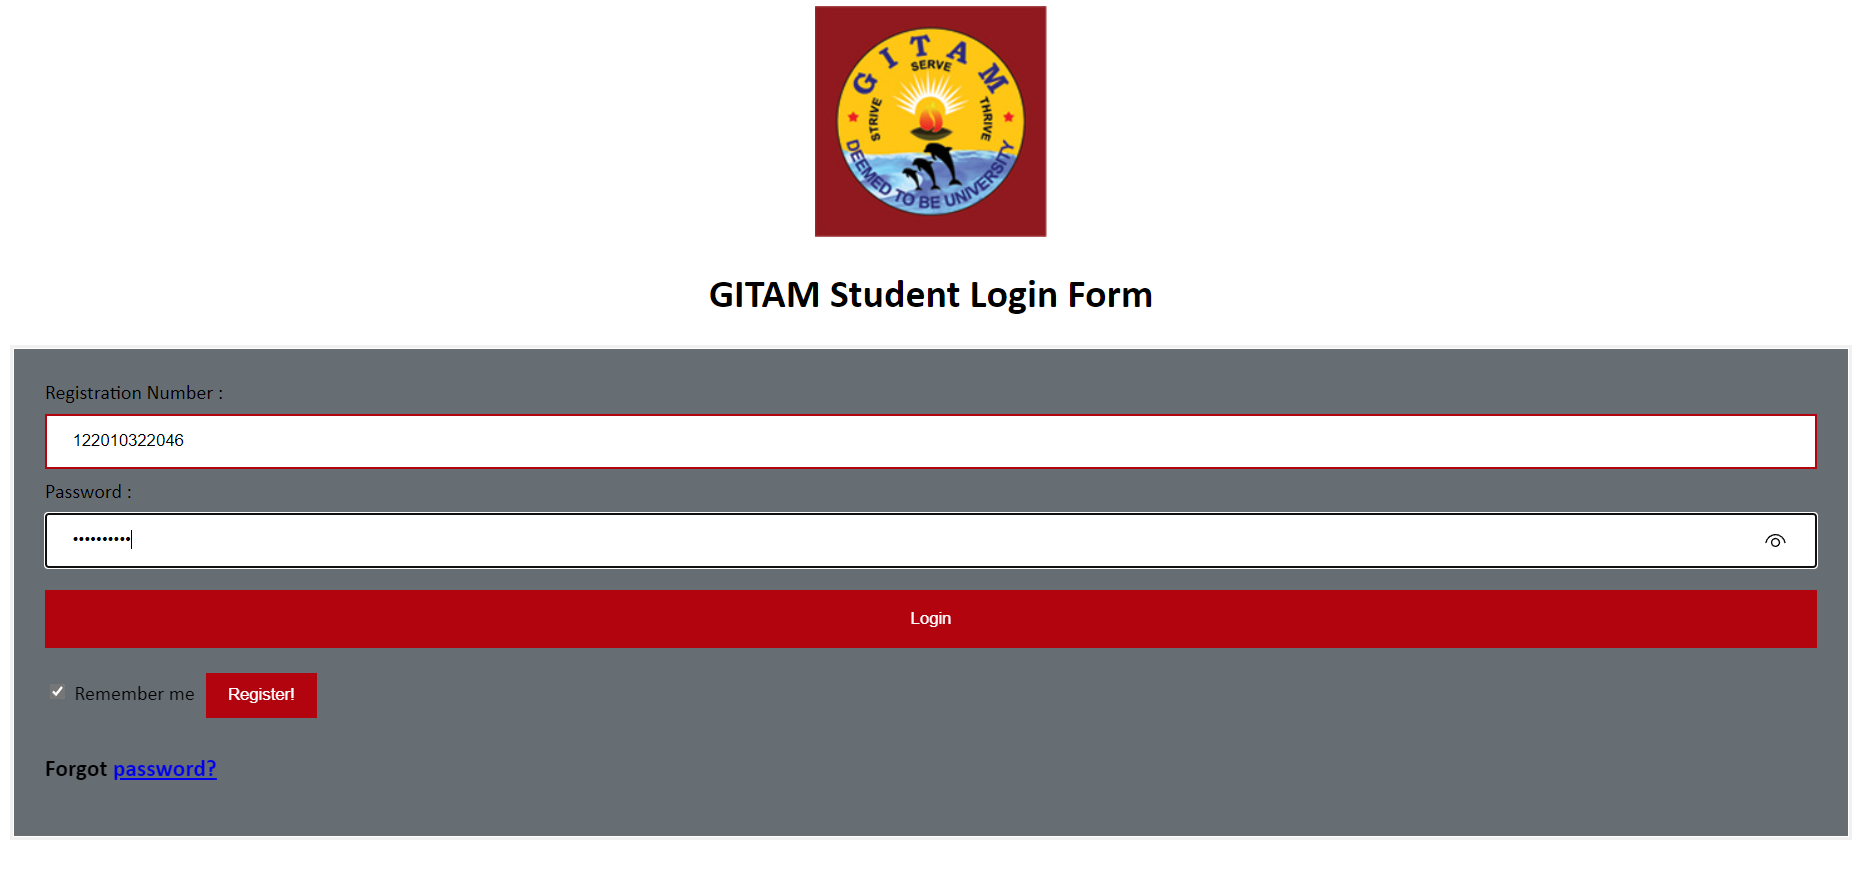 GITAM
SERVE
STRIVE
THRIVE
DEEMED TO BE UNIVERSITY
GITAM Student Login Form
Registration Number :
122010322046
Password :
••••••••••
Login
Remember me Register!
Forgot password?